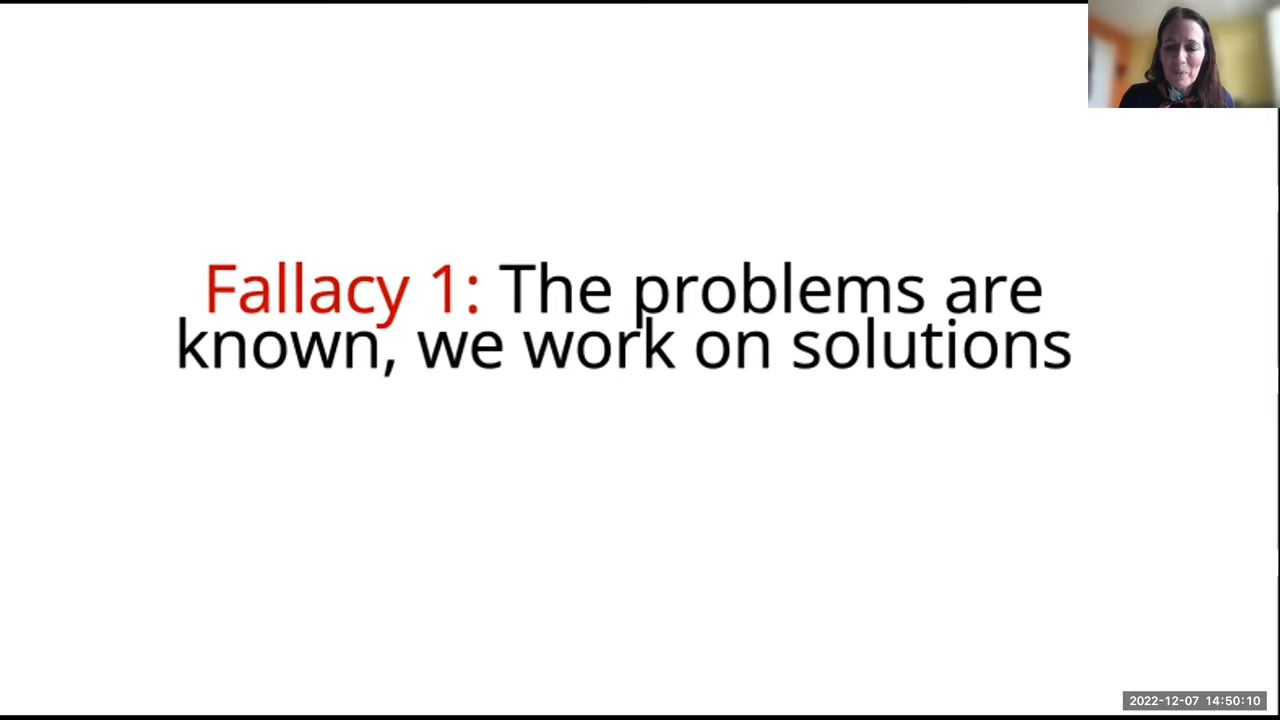 Fallacy 1: The problems are
known, we work on solutions
2022-12-07 14:50:10